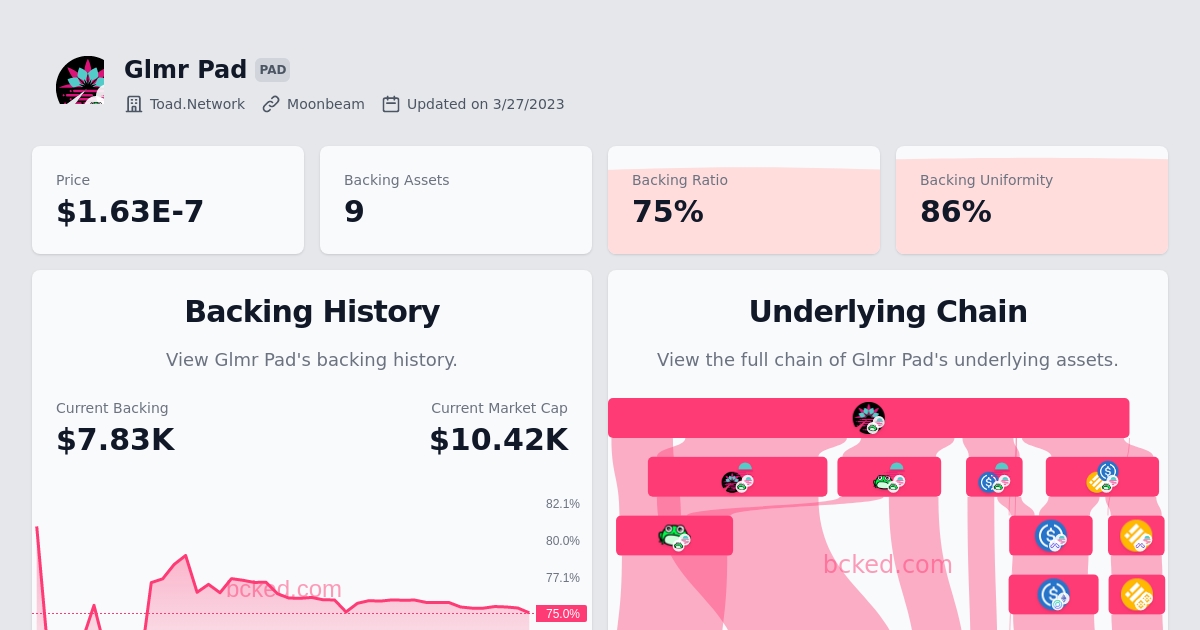 Glmr Pad PAD
Toad.Network Moonbeam Updated on 3/27/2023
Price
$1.63E-7
Backing Assets
9
Backing Ratio
75%
Backing Uniformity
86%
Backing History
View Glmr Pad's backing history.
Current Backing
$7.83K
Current Market Cap
$10.42K
82.1%
80.0%
77.1%
75.0%
bcked.com
Underlying Chain
View the full chain of Glmr Pad's underlying assets.
bcked.com